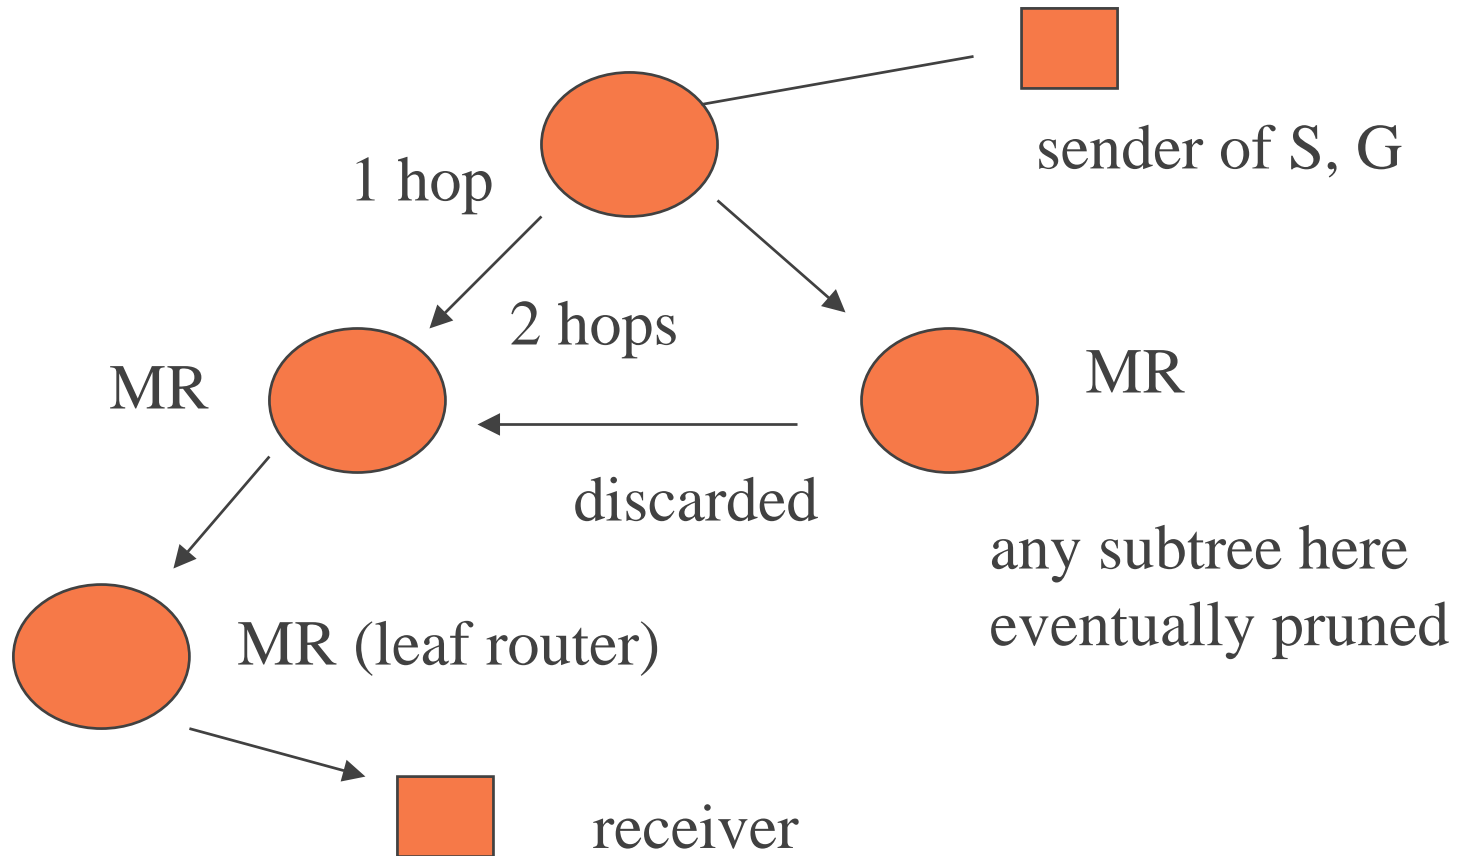 sender of S, G
1 hop
2 hops
MR
MR
discarded
any subtree here
eventually pruned
MR (leaf router)
receiver